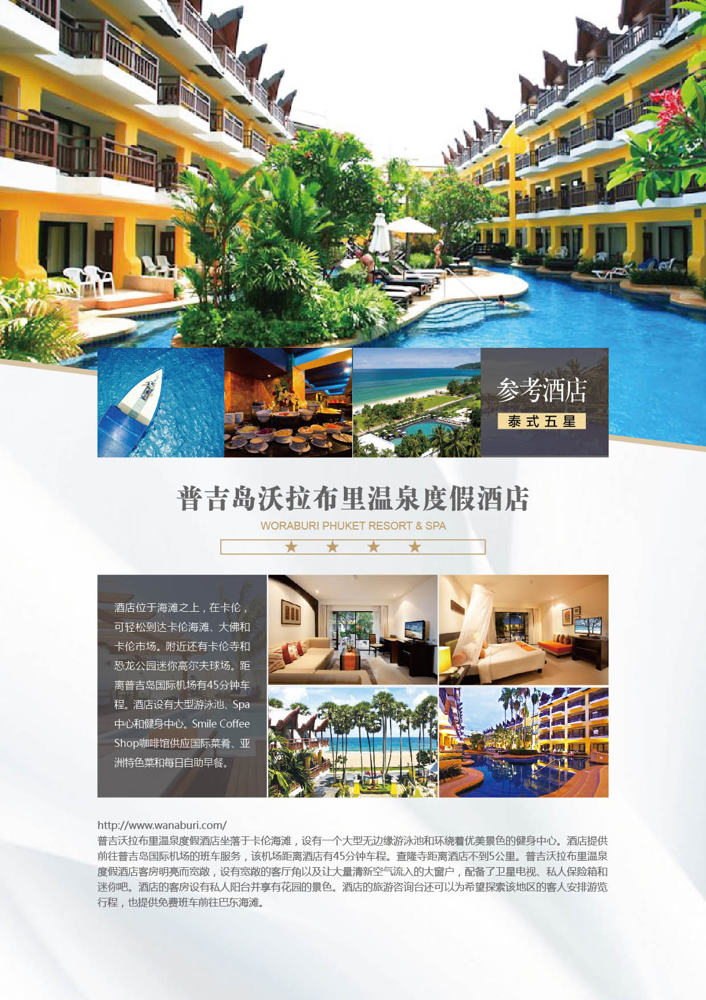 参考酒店
泰式五星
普吉岛沃拉布里温泉度假酒店
WORABURI PHUKET RESORT & SPA
酒店位于海滩之上，在卡伦，
可轻松到达卡伦海滩、大佛和
卡伦市场。附近还有卡伦寺和
恐龙公园迷你高尔夫球场。距
离普吉岛国际机场有45分钟车
程。酒店设有大型游泳池、Spa
中心和健身中心。Smile Coffee
Shop咖啡馆供应国际菜肴、亚
洲特色菜和每日自助早餐。
http://www.wanaburi.com/
普吉沃拉布里温泉度假酒店坐落于卡伦海滩，设有一个大型无边缘游泳池和环绕着优美景色的健身中心。酒店提供
前往普吉岛国际机场的班车服务，该机场距离酒店有45分钟车程。查隆寺距离酒店不到5公里。普吉沃拉布里温泉
度假酒店客房明亮而宽敞，设有宽敞的客厅角以及让大量清新空气流入的大窗户，配备了卫星电视、私人保险箱和
迷你吧。酒店的客房设有私人阳台并享有花园的景色。酒店的旅游咨询台还可以为希望探索该地区的客人安排游览
行程，也提供免费班车前往巴东海滩。